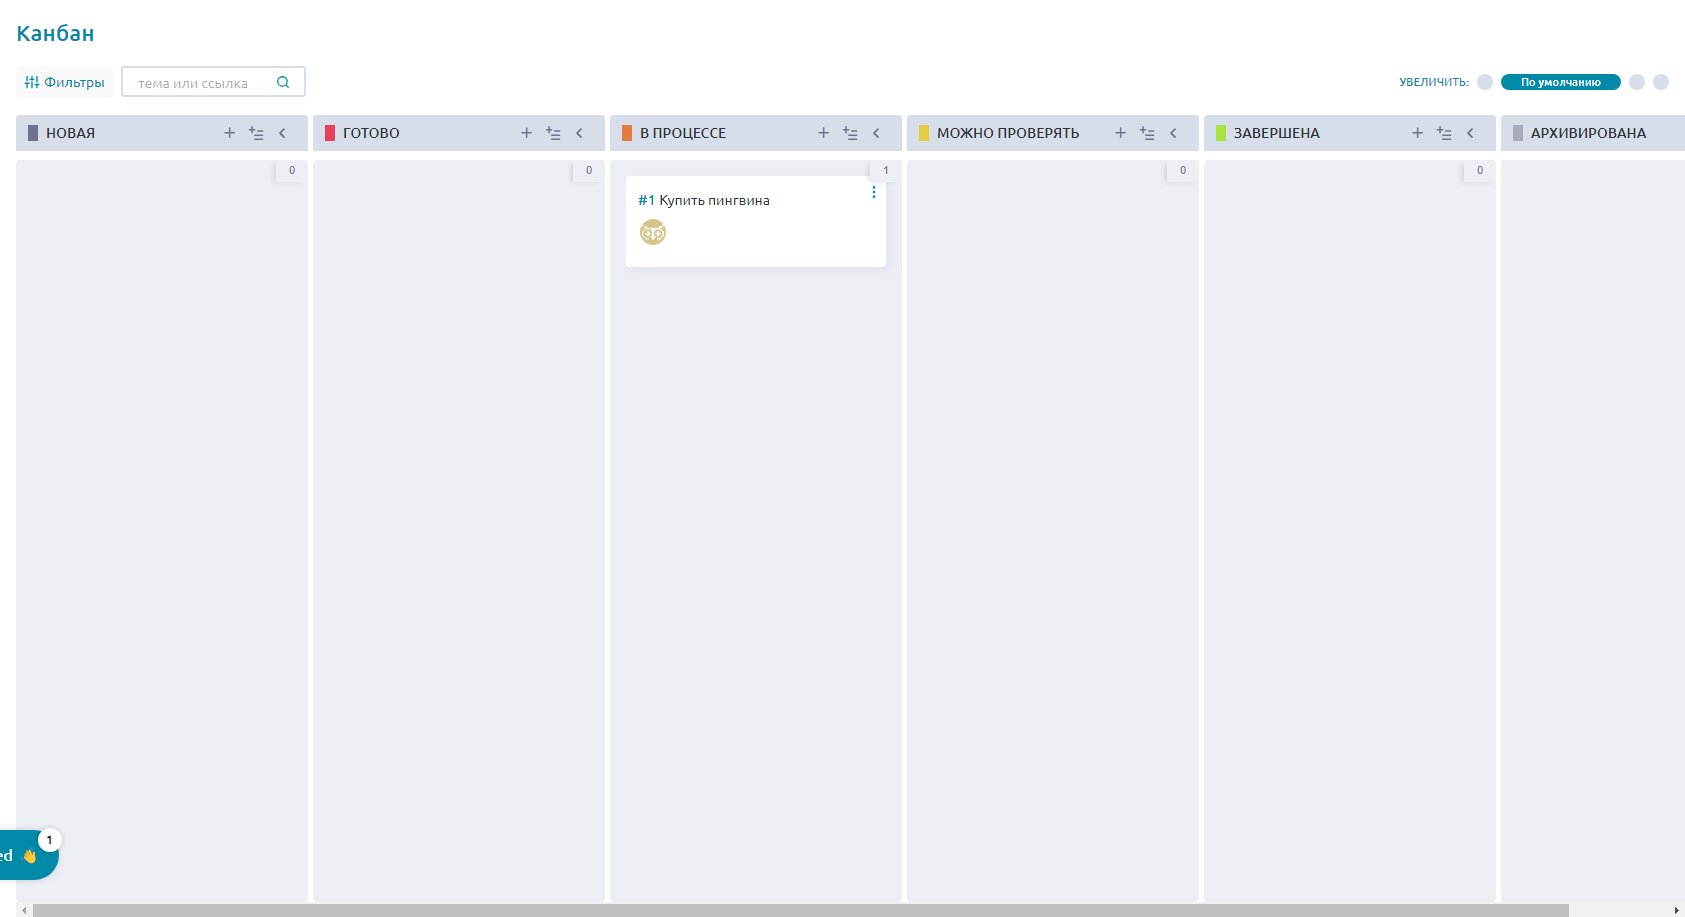 Канбан
Фильтры
тема или ссылка
УВЕЛИЧИТЬ:
По умолчанию
НОВАЯ
ГОТОВО
В ПРОЦЕССЕ
МОЖНО ПРОВЕРЯТЬ
ЗАВЕРШЕНА
АРХИВИРОВАНА
0
0
1
0
0
#1 Купить пингвина
1
ed 👋